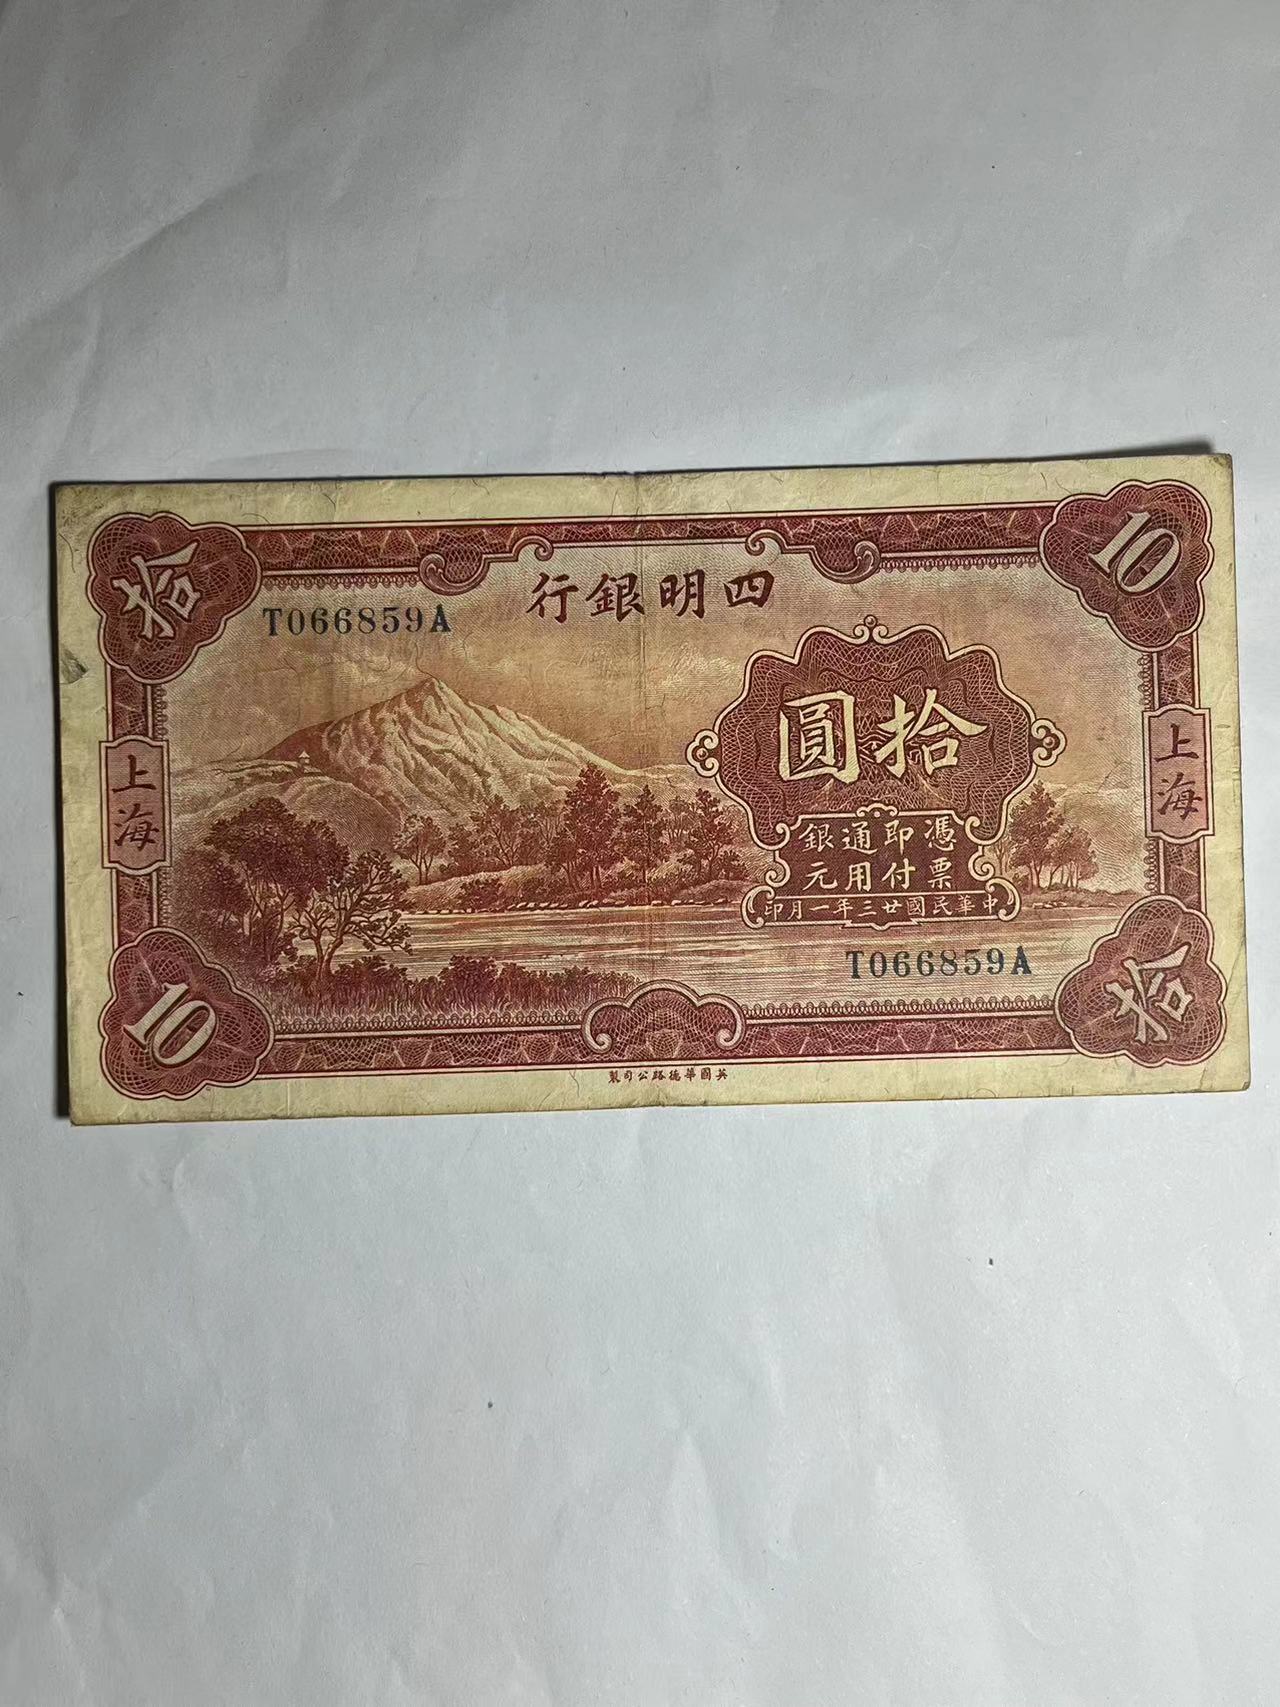 拾
10
四明銀行
T066859A
拾圓
上海
上海
憑即通銀
票付用元
中華民國廿三年一月印
T066859A
10
拾
英國華德路公司製